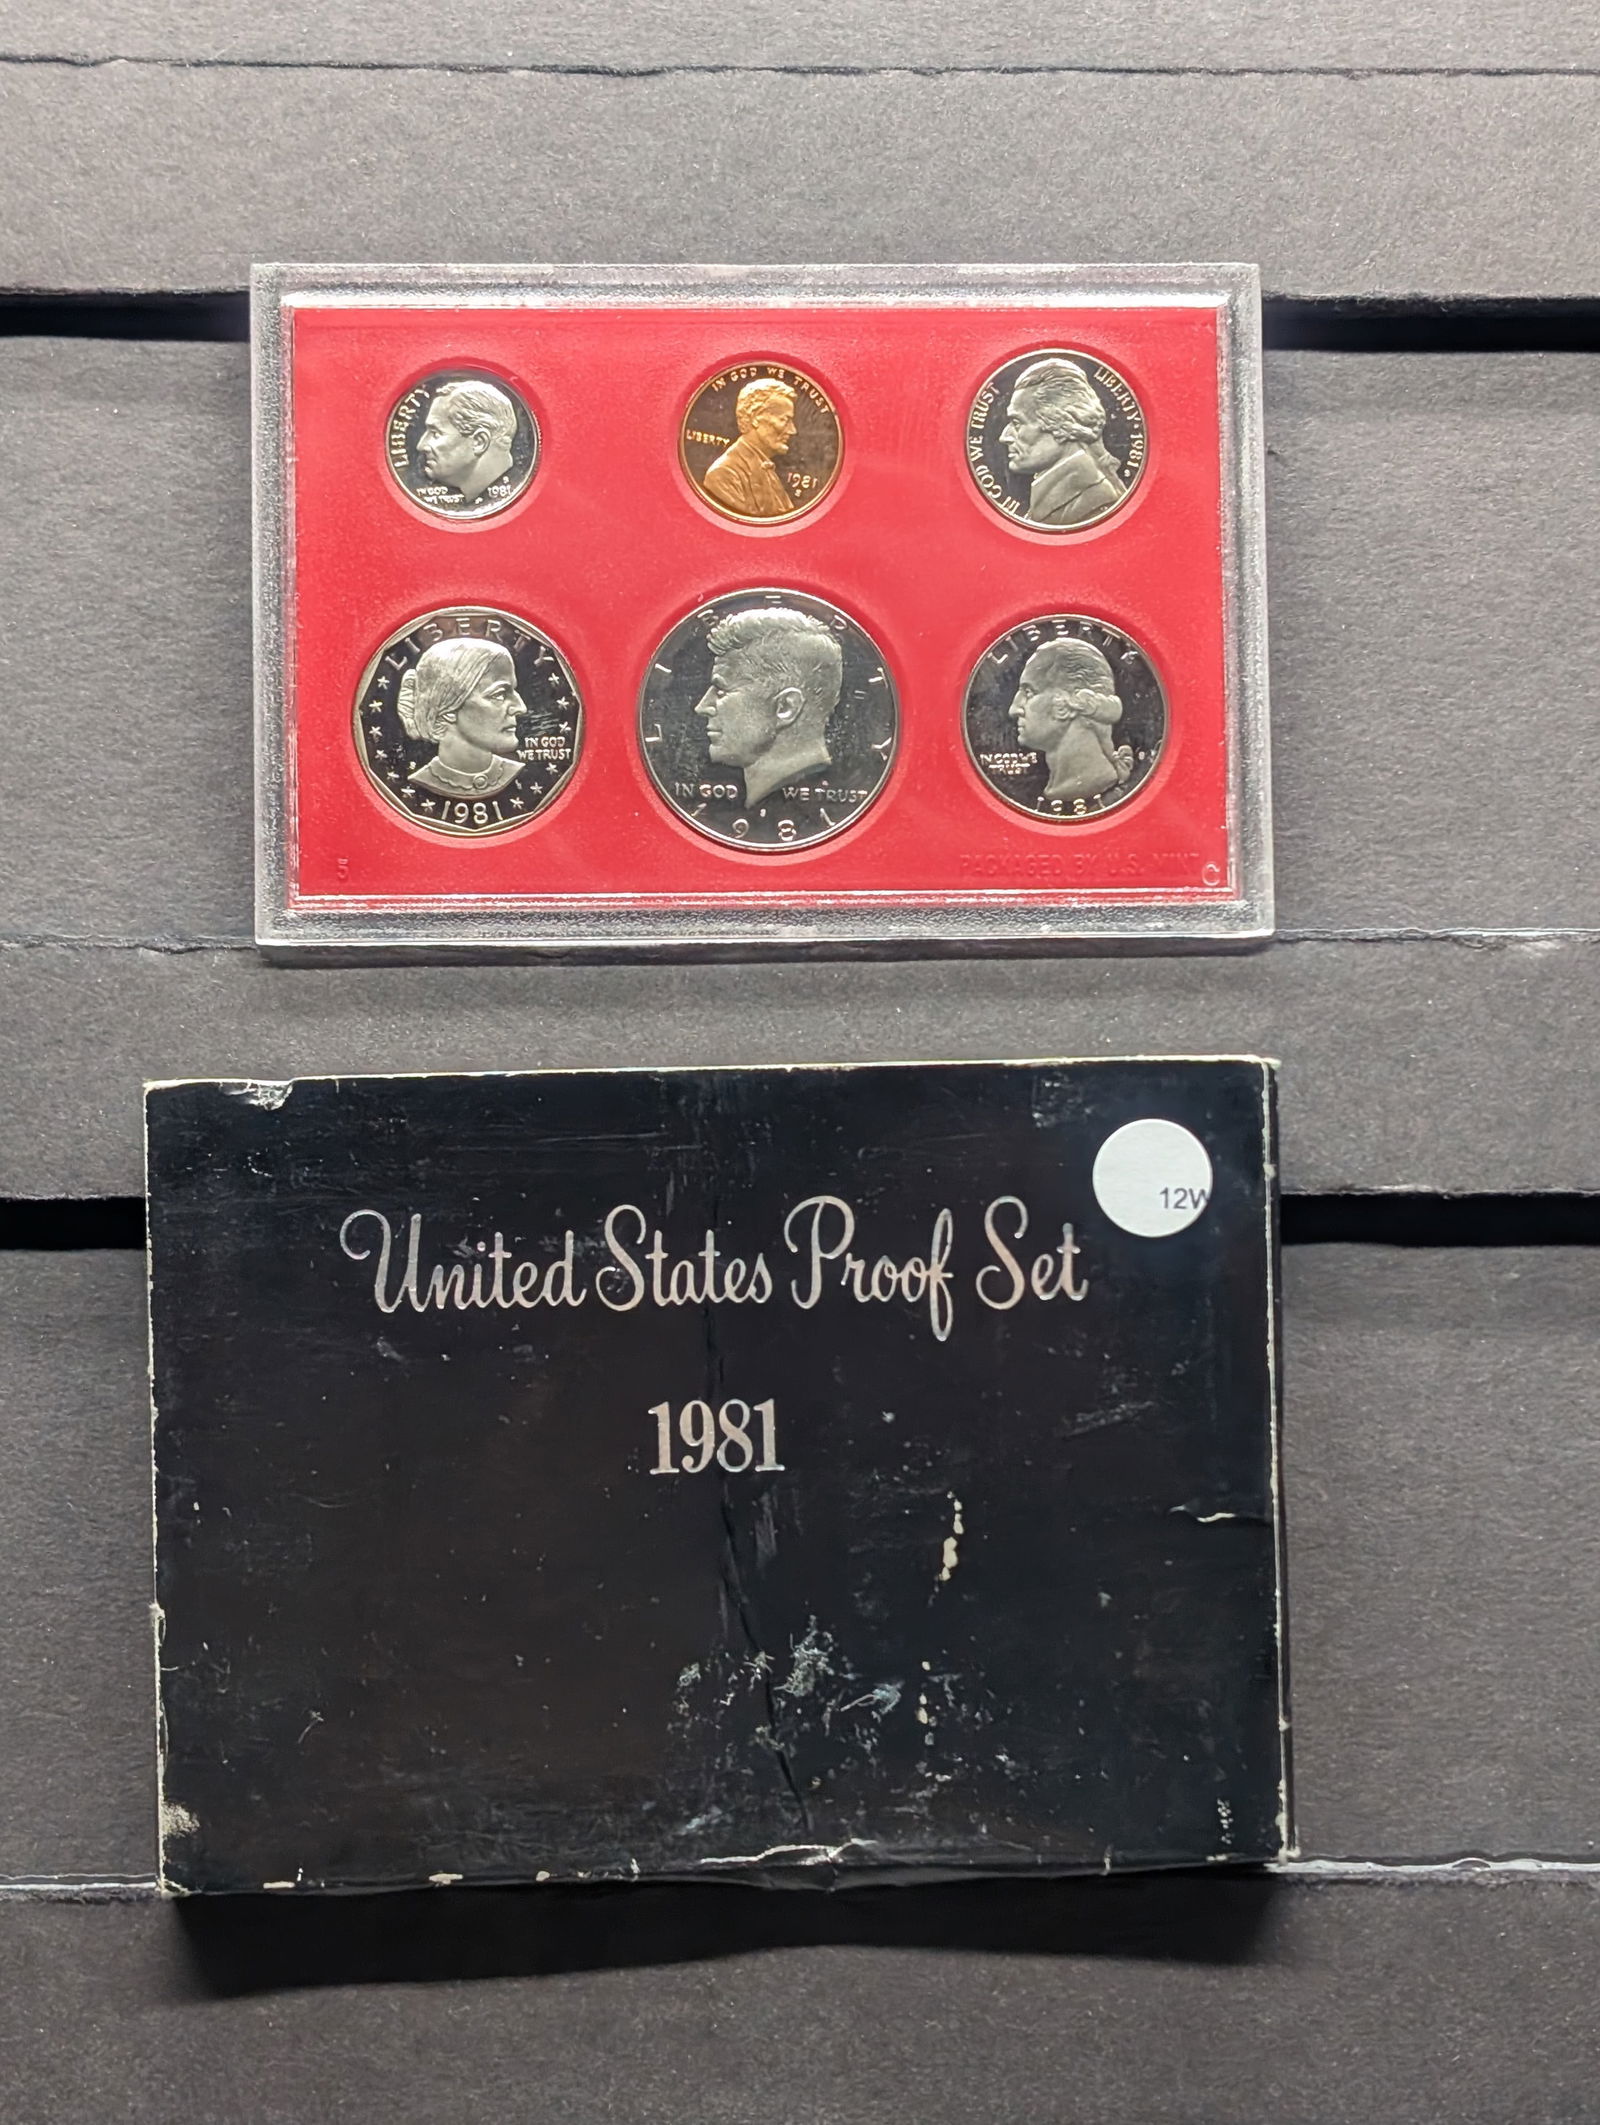 LIBERTY
IN GOD
WE TRUST
1981
IN GOD WE TRUST
LIBERTY
1981
S
IN GOD WE TRUST
LIBERTY · 1981
S
LIBERTY
IN GOD
WE TRUST
S
1981
LIBERTY
IN GOD WE TRUST
S
1981
LIBERTY
IN GOD WE
TRUST
S
1981
5
PACKAGED BY U.S. MINT
C
12W
United States Proof Set
1981